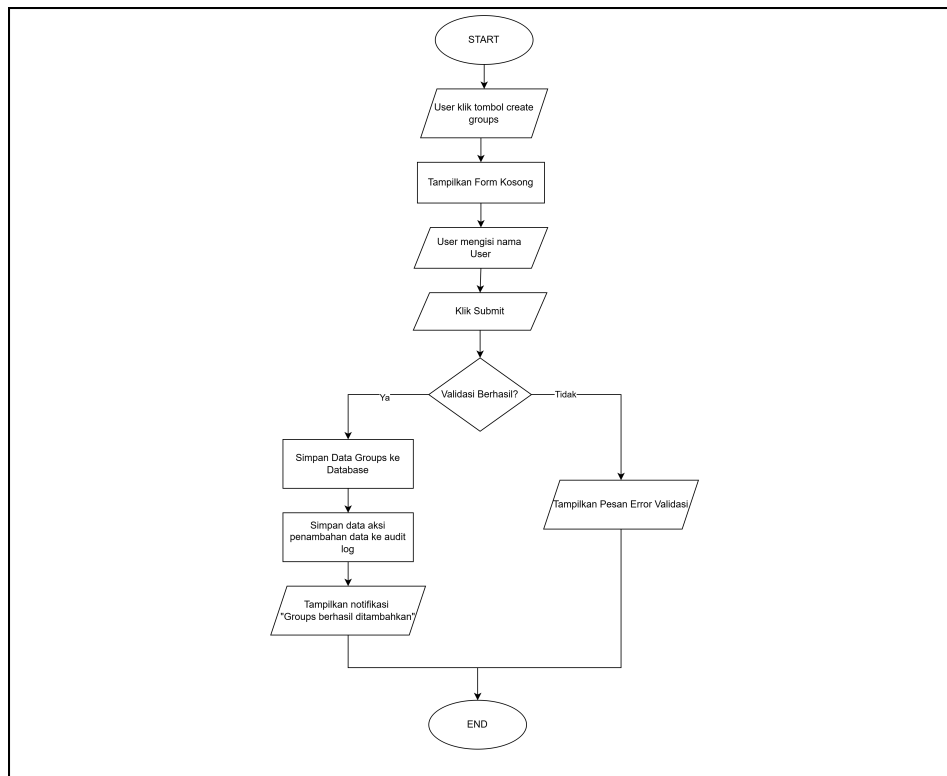 START
User klik tombol create
groups
Tampilkan Form Kosong
User mengisi nama
User
Klik Submit
Validasi Berhasil?
Ya
Tidak
Simpan Data Groups ke
Database
Tampilkan Pesan Error Validasi
Simpan data aksi
penambahan data ke audit
log
Tampilkan notifikasi
"Groups berhasil ditambahkan"
END